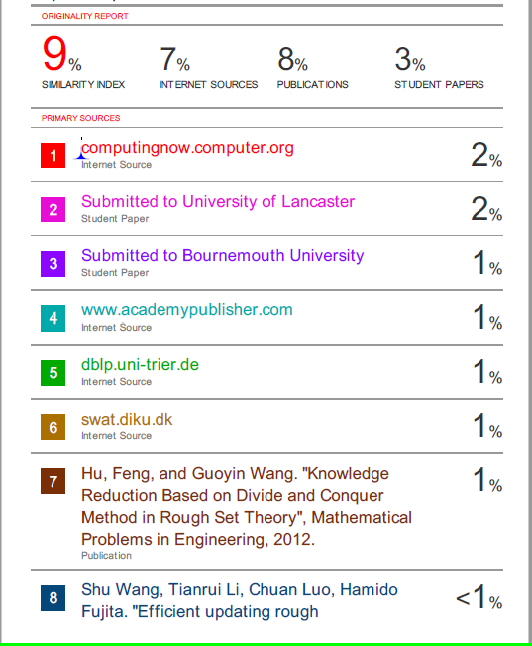 ORIGINALITY REPORT
9% 7% 8% 3%
SIMILARITY INDEX INTERNET SOURCES PUBLICATIONS STUDENT PAPERS
PRIMARY SOURCES
1 computingnow.computer.org 2%
Internet Source
2 Submitted to University of Lancaster 2%
Student Paper
3 Submitted to Bournemouth University 1%
Student Paper
4 www.academypublisher.com 1%
Internet Source
5 dblp.uni-trier.de 1%
Internet Source
6 swat.diku.dk 1%
Internet Source
7 Hu, Feng, and Guoyin Wang. "Knowledge 1%
Reduction Based on Divide and Conquer
Method in Rough Set Theory", Mathematical
Problems in Engineering, 2012.
Publication
8 Shu Wang, Tianrui Li, Chuan Luo, Hamido <1%
Fujita. "Efficient updating rough